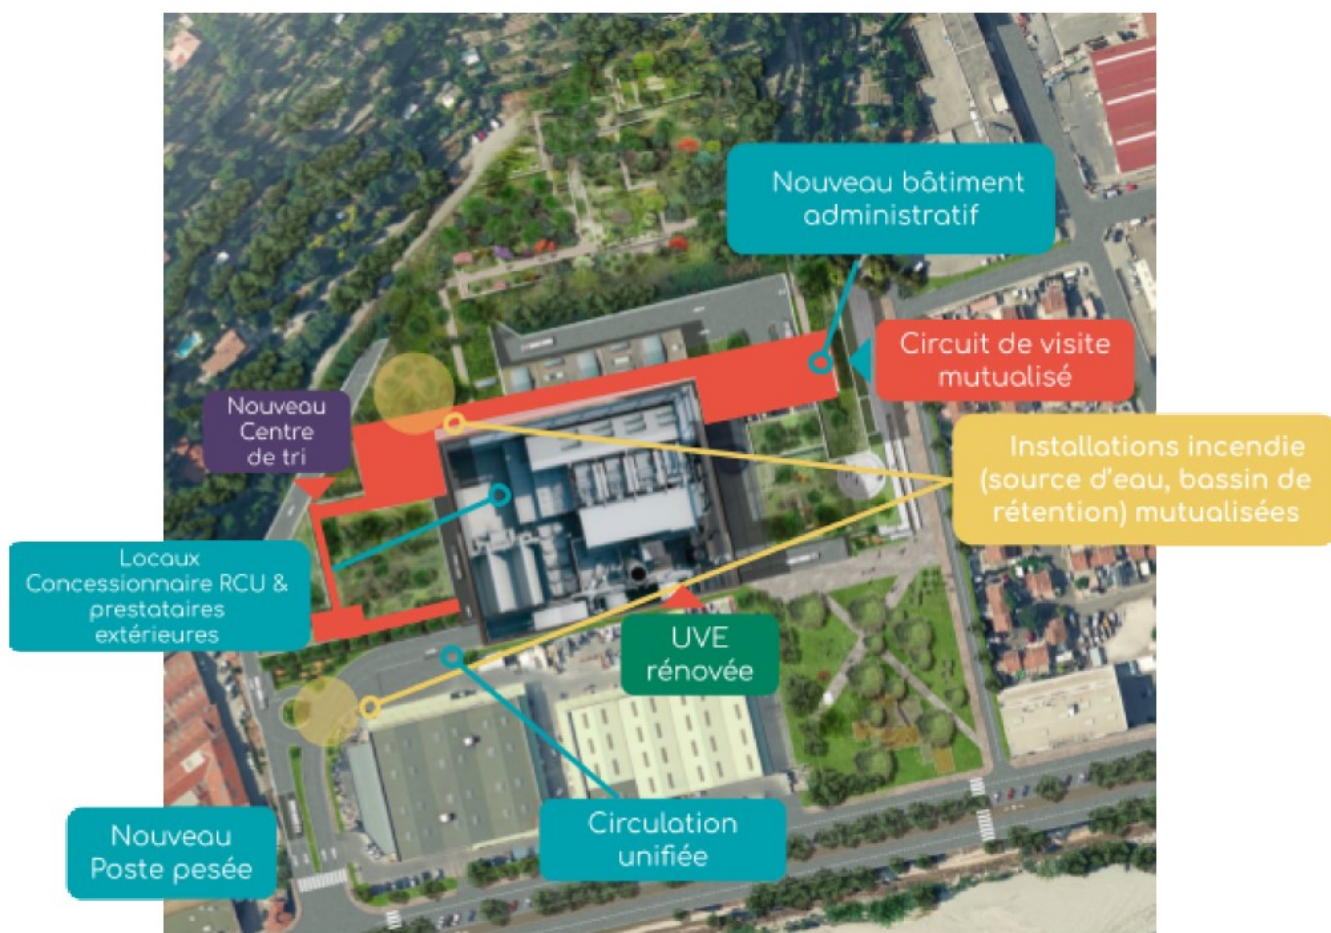 Nouveau bâtiment
administratif
Circuit de visite
mutualisé
Nouveau
Centre
de tri
Installations incendie
(source d'eau, bassin de
rétention) mutualisées
Locaux
Concessionnaire RCU &
prestataires
extérieures
UVE
rénovée
Circulation
unifiée
Nouveau
Poste pesée